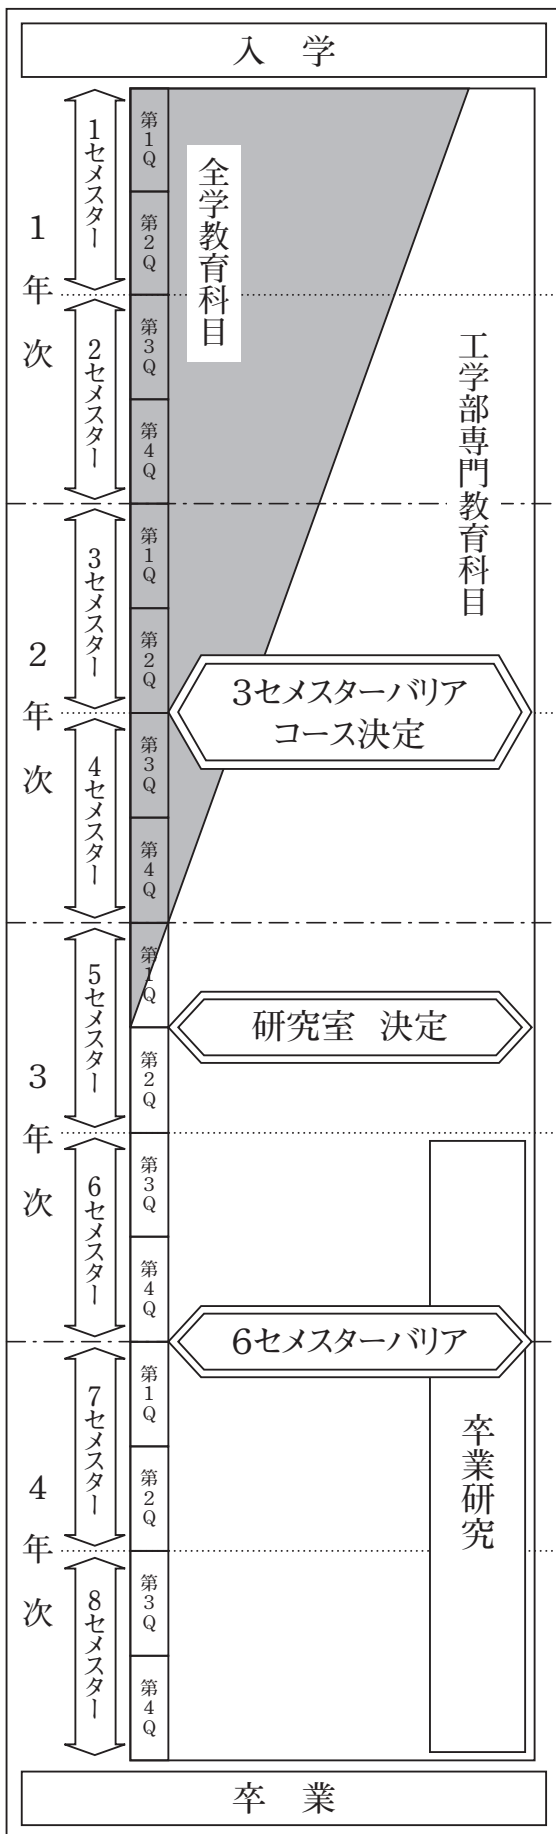 入 学
1年次
1セメスター
第1Q
第2Q
全学教育科目
2セメスター
第3Q
第4Q
工学部専門教育科目
2年次
3セメスター
第1Q
第2Q
3セメスターバリア
コース決定
4セメスター
第3Q
第4Q
3年次
5セメスター
第1Q
研究室 決定
第2Q
6セメスター
第3Q
第4Q
6セメスターバリア
4年次
7セメスター
第1Q
第2Q
卒業研究
8セメスター
第3Q
第4Q
卒 業